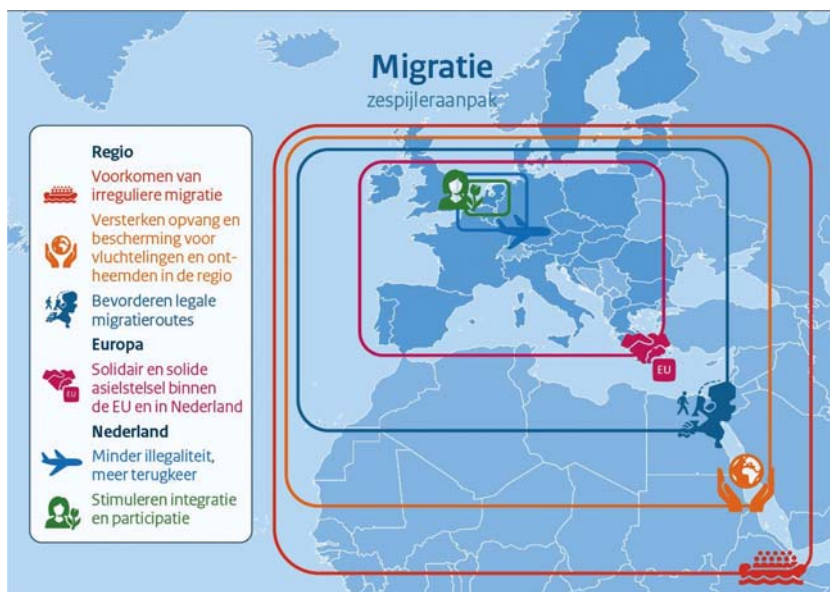 Migratie
zespijleraanpak
Regio
Voorkomen van
irreguliere migratie
Versterken opvang en
bescherming voor
vluchtelingen en ont-
heemden in de regio
Bevorderen legale
migratieroutes
Europa
Solidair en solide
asielstelsel binnen
de EU en in Nederland
Nederland
Minder illegaliteit,
meer terugkeer
Stimuleren integratie
en participatie
EU
EU